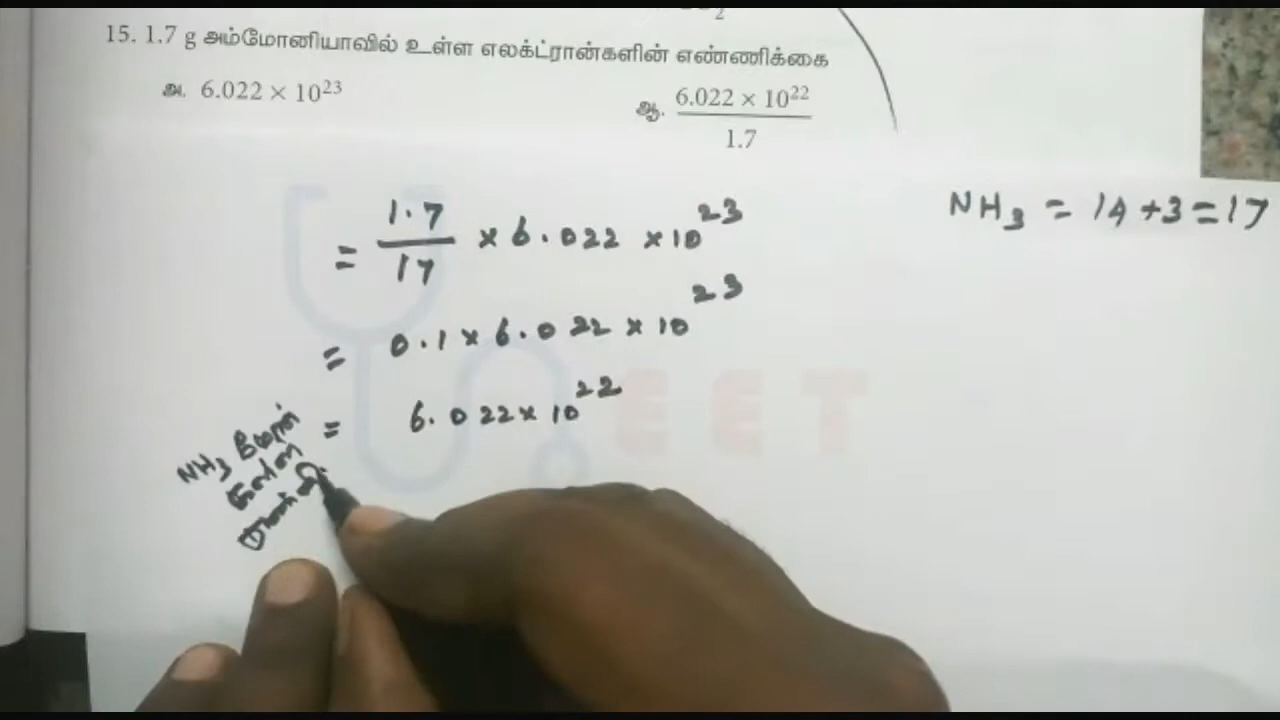 15. 1.7 g அம்மோனியாவில் உள்ள எலக்ட்ரான்களின் எண்ணிக்கை
அ. 6.022 × 10²³
ஆ. 6.022 × 10²² / 1.7
NH₃ = 14 + 3 = 17
= 1.7 / 17 × 6.022 × 10²³
= 0.1 × 6.022 × 10²³
= 6.022 × 10²²
NH₃
EET